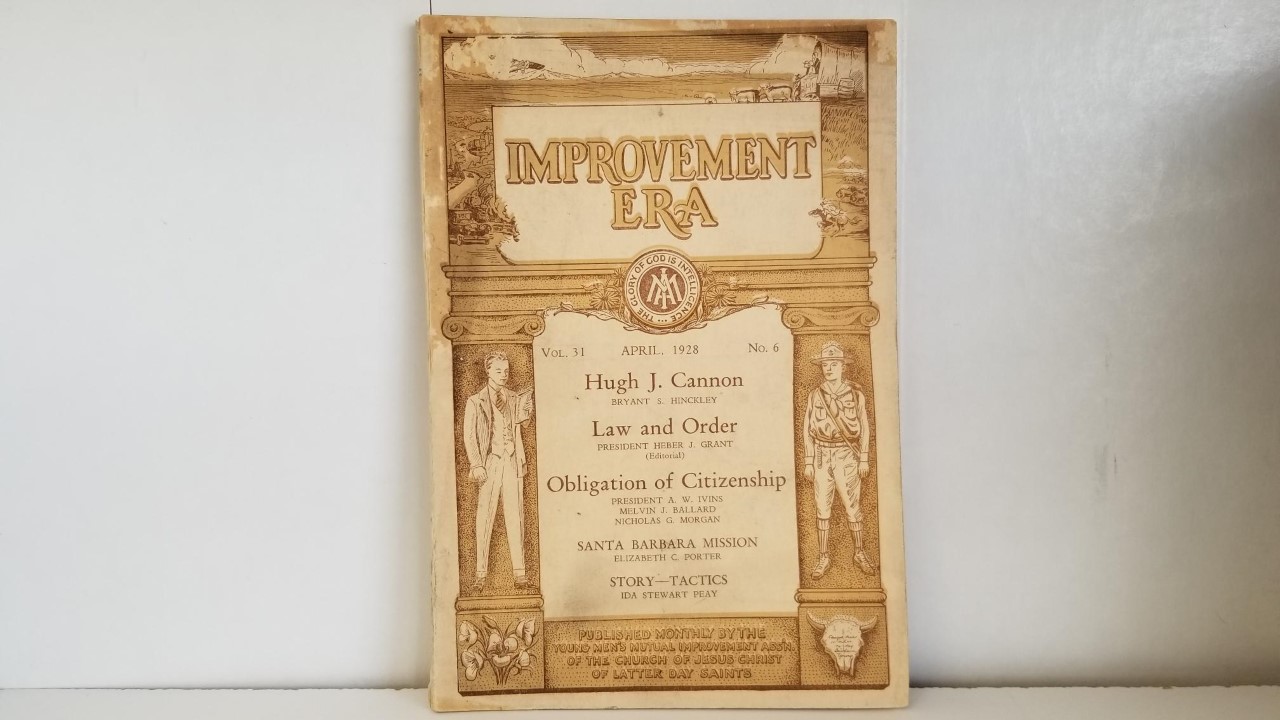 IMPROVEMENT
ERA
THE GLORY OF GOD IS INTELLIGENCE
VOL. 31 APRIL, 1928 No. 6
Hugh J. Cannon
BRYANT S. HINCKLEY
Law and Order
PRESIDENT HEBER J. GRANT
(Editorial)
Obligation of Citizenship
PRESIDENT A. W. IVINS
MELVIN J. BALLARD
NICHOLAS G. MORGAN
SANTA BARBARA MISSION
ELIZABETH C. PORTER
STORY—TACTICS
IDA STEWART PEAY
PUBLISHED MONTHLY BY THE
YOUNG MEN'S MUTUAL IMPROVEMENT ASS'N.
OF THE CHURCH OF JESUS CHRIST
OF LATTER DAY SAINTS